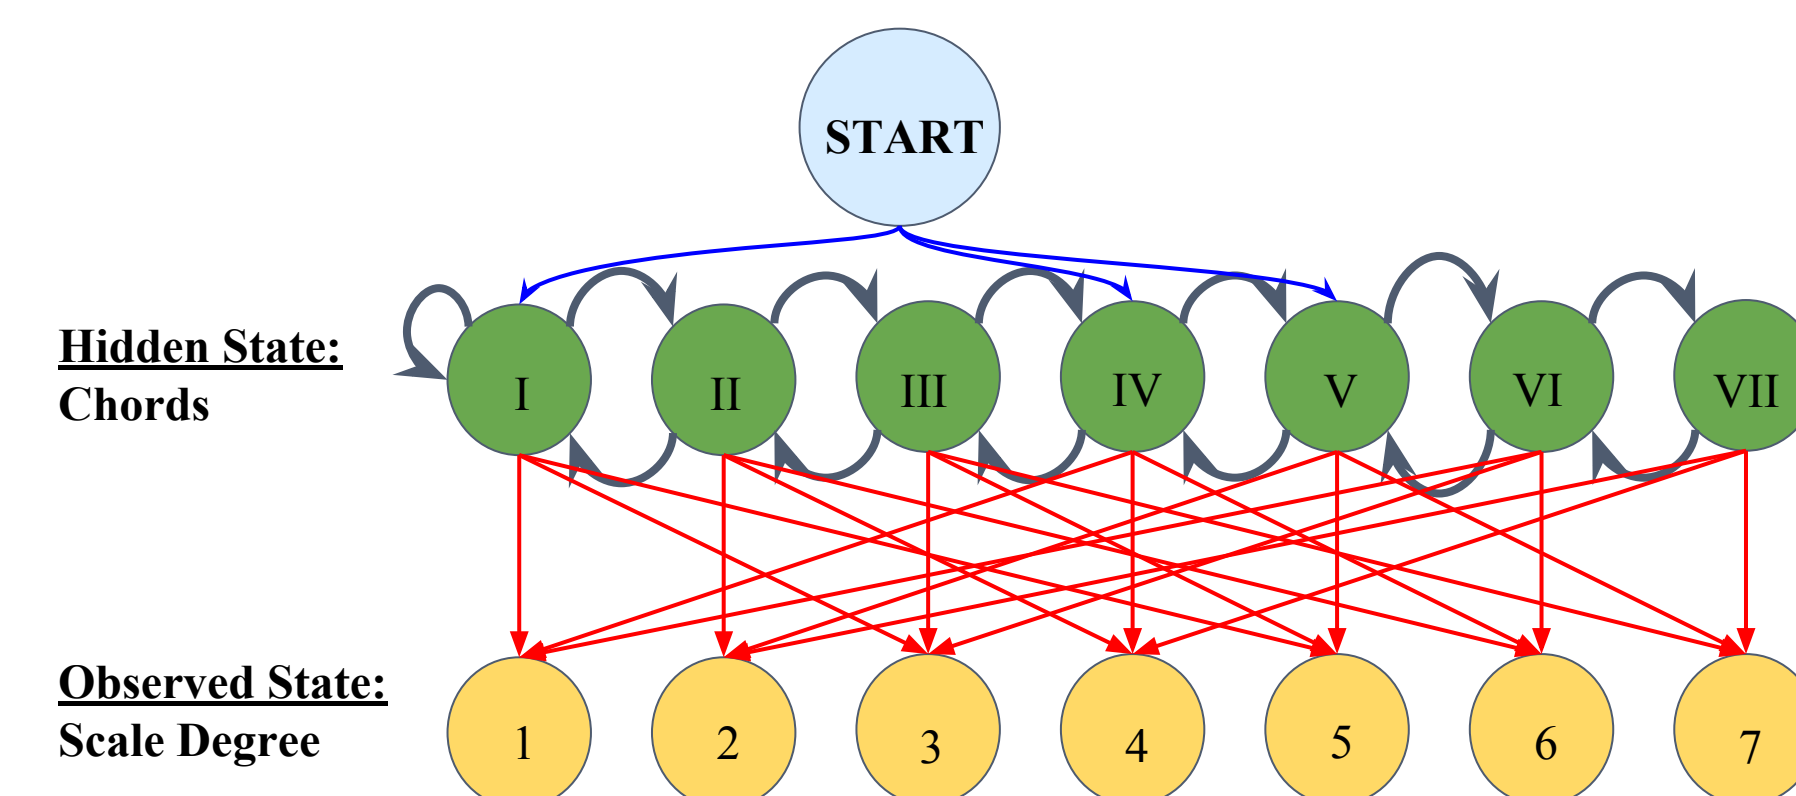 START
Hidden State:
Chords
I II III IV V VI VII
Observed State:
Scale Degree
1 2 3 4 5 6 7